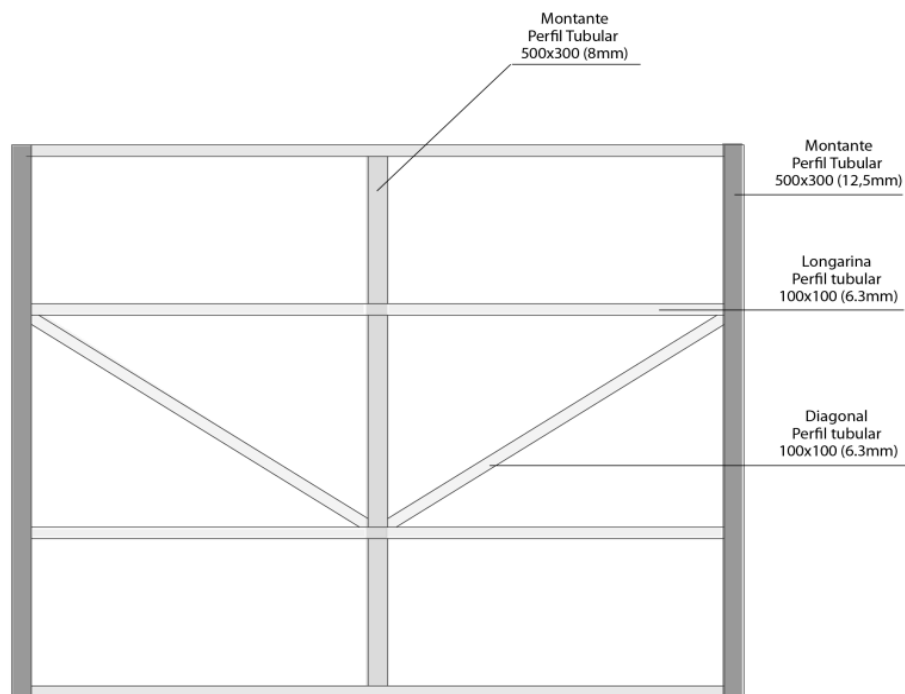 Montante
Perfil Tubular
500x300 (8mm)
Montante
Perfil Tubular
500x300 (12,5mm)
Longarina
Perfil tubular
100x100 (6.3mm)
Diagonal
Perfil tubular
100x100 (6.3mm)